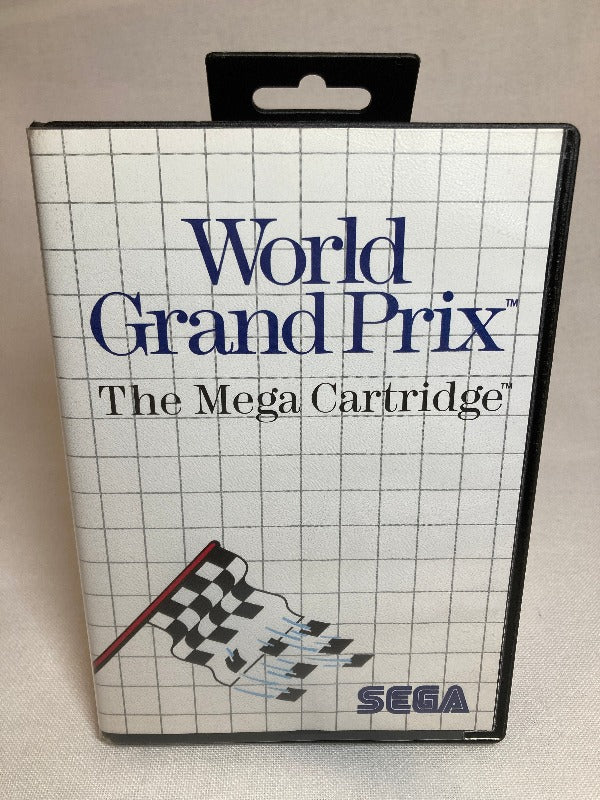 World
Grand Prix™
The Mega Cartridge™
SEGA